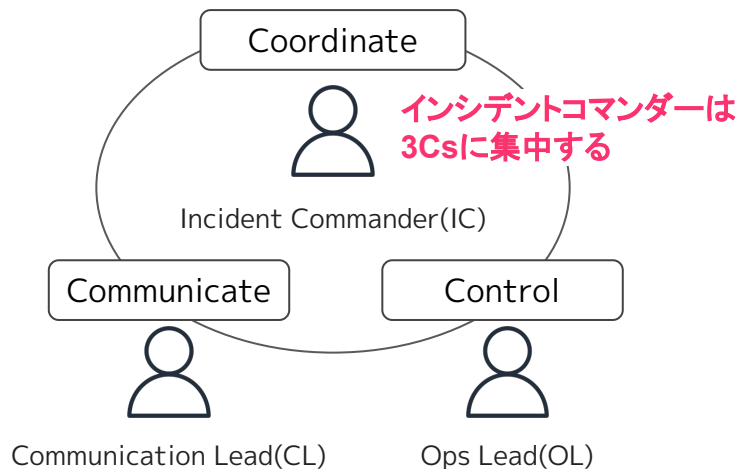 Coordinate
インシデントコマンダーは
3Csに集中する
Incident Commander(IC)
Communicate
Control
Communication Lead(CL)
Ops Lead(OL)